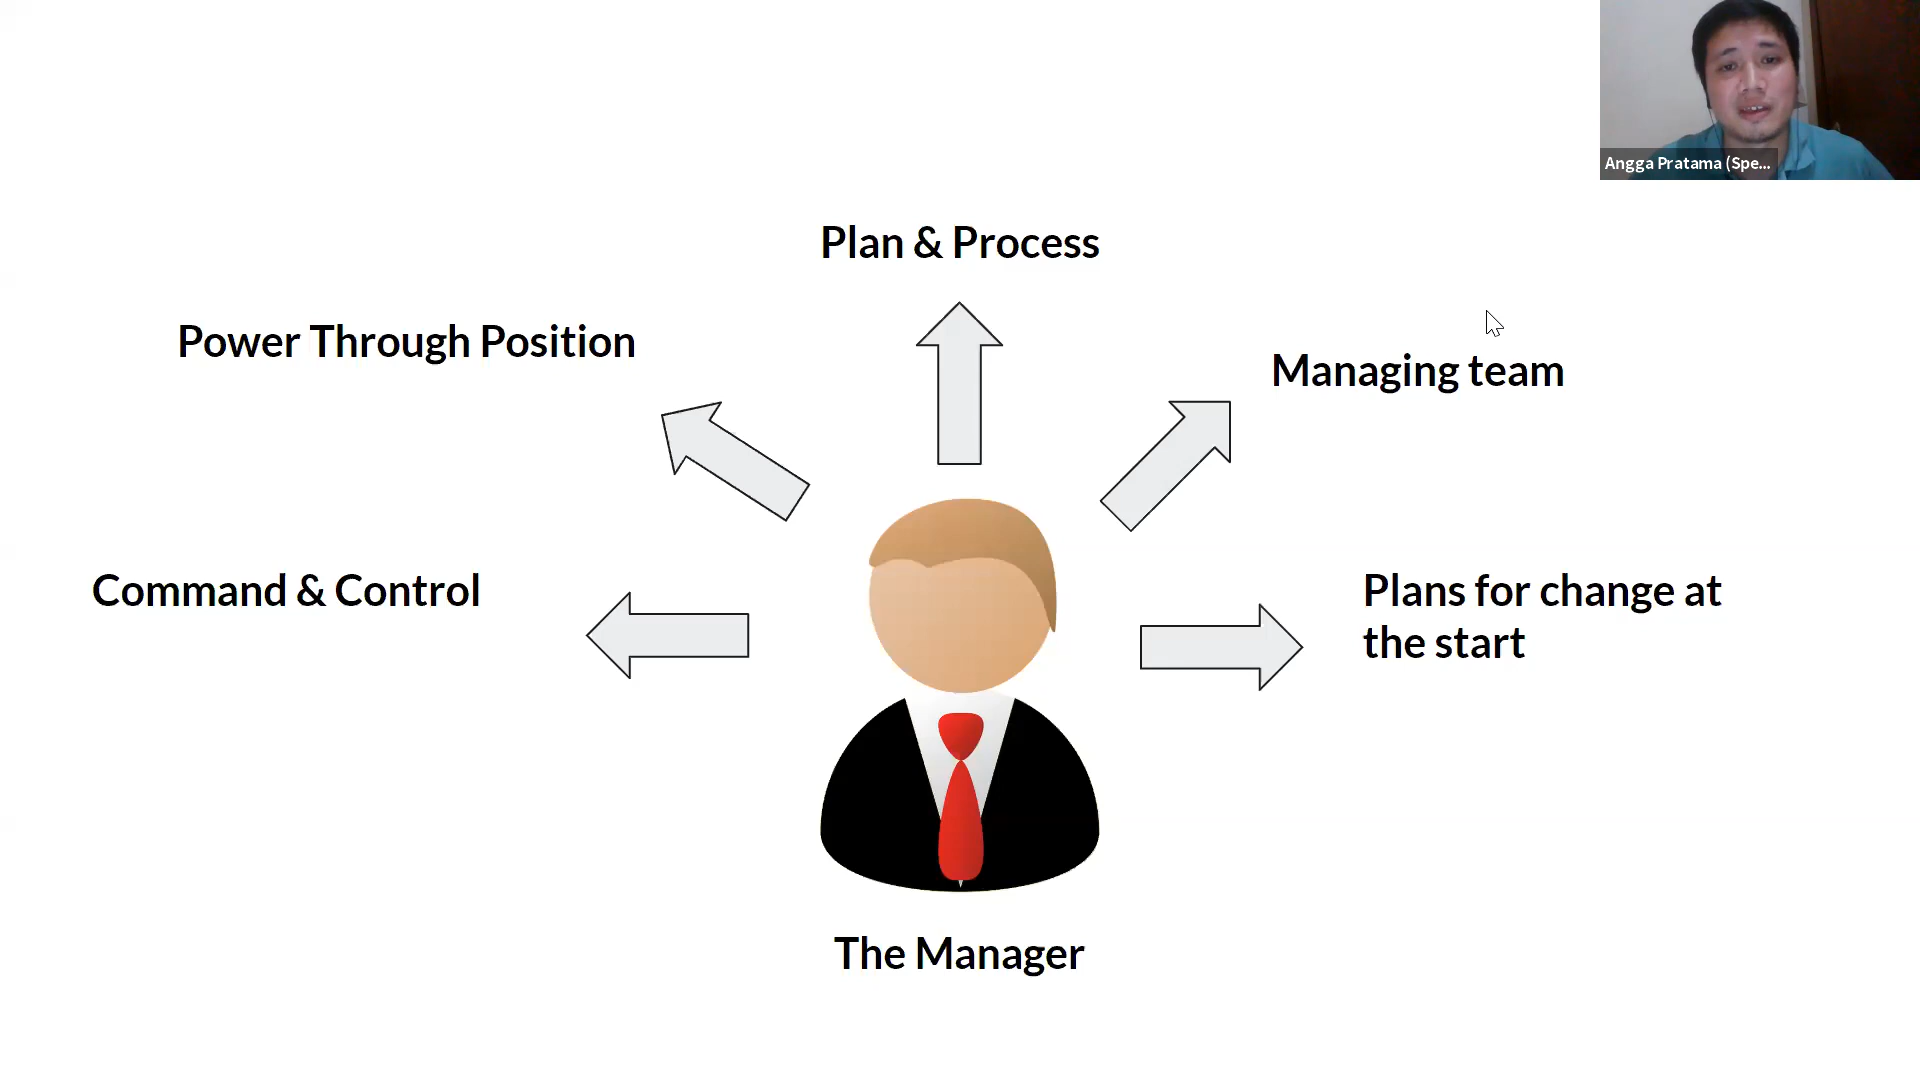 Angga Pratama (Spe...
Plan & Process
Power Through Position
Managing team
Command & Control
Plans for change at
the start
The Manager